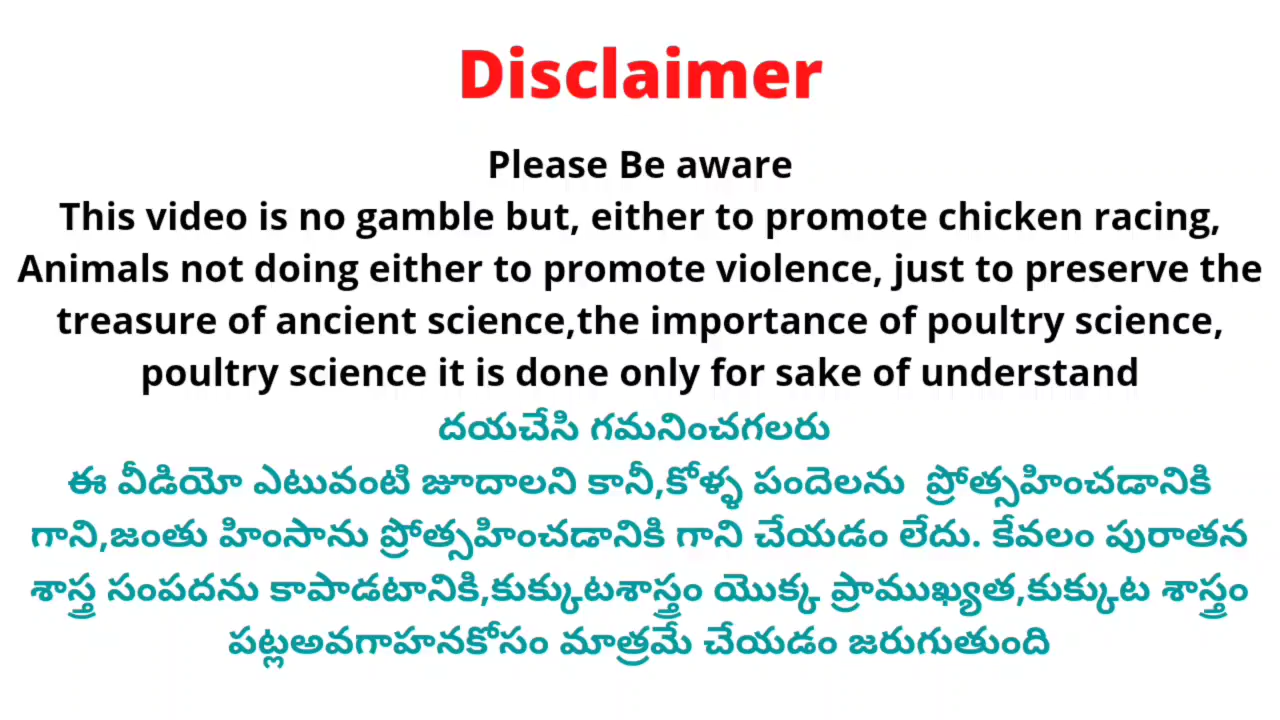 Disclaimer
Please Be aware
This video is no gamble but, either to promote chicken racing,
Animals not doing either to promote violence, just to preserve the
treasure of ancient science,the importance of poultry science,
poultry science it is done only for sake of understand
దయచేసి గమనించగలరు
ఈ వీడియో ఎటువంటి జూదాలని కానీ,కోళ్ళ పందెలను ప్రోత్సహించడానికి
గాని,జంతు హింసాను ప్రోత్సహించడానికి గాని చేయడం లేదు. కేవలం పురాతన
శాస్త్ర సంపదను కాపాడటానికి,కుక్కుటశాస్త్రం యొక్క ప్రాముఖ్యత,కుక్కుట శాస్త్రం
పట్లఅవగాహనకోసం మాత్రమే చేయడం జరుగుతుంది